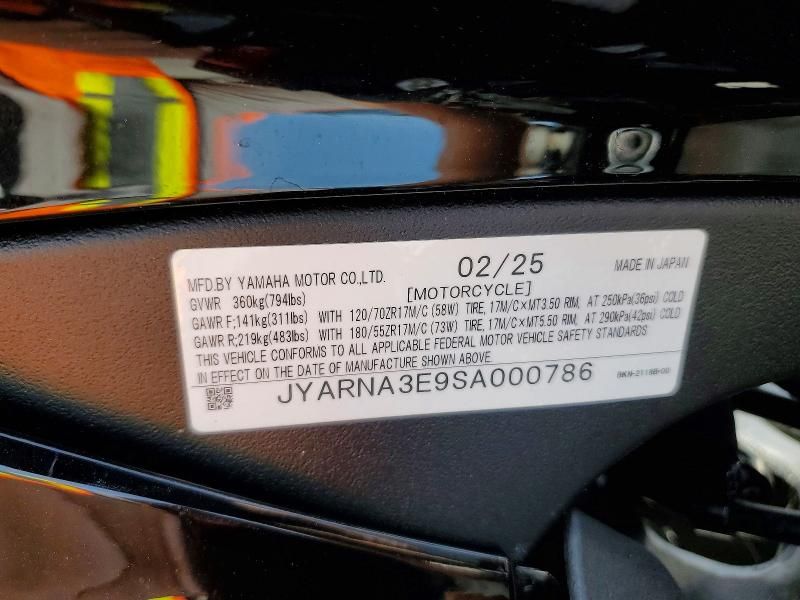 MFD.BY YAMAHA MOTOR CO.,LTD. 02/25 MADE IN JAPAN
GVWR 360kg(794lbs) [MOTORCYCLE]
GAWR F;141kg(311lbs) WITH 120/70ZR17M/C (58W) TIRE, 17M/C×MT3.50 RIM, AT 250kPa(36psi) COLD
GAWR R;219kg(483lbs) WITH 180/55ZR17M/C (73W) TIRE, 17M/C×MT5.50 RIM, AT 290kPa(42psi) COLD
THIS VEHICLE CONFORMS TO ALL APPLICABLE FEDERAL MOTOR VEHICLE SAFETY STANDARDS
IN EFFECT ON THE DATE OF MANUFACTURE SHOWN ABOVE.
JYARNA3E9SA000786 BKN-2118B-00